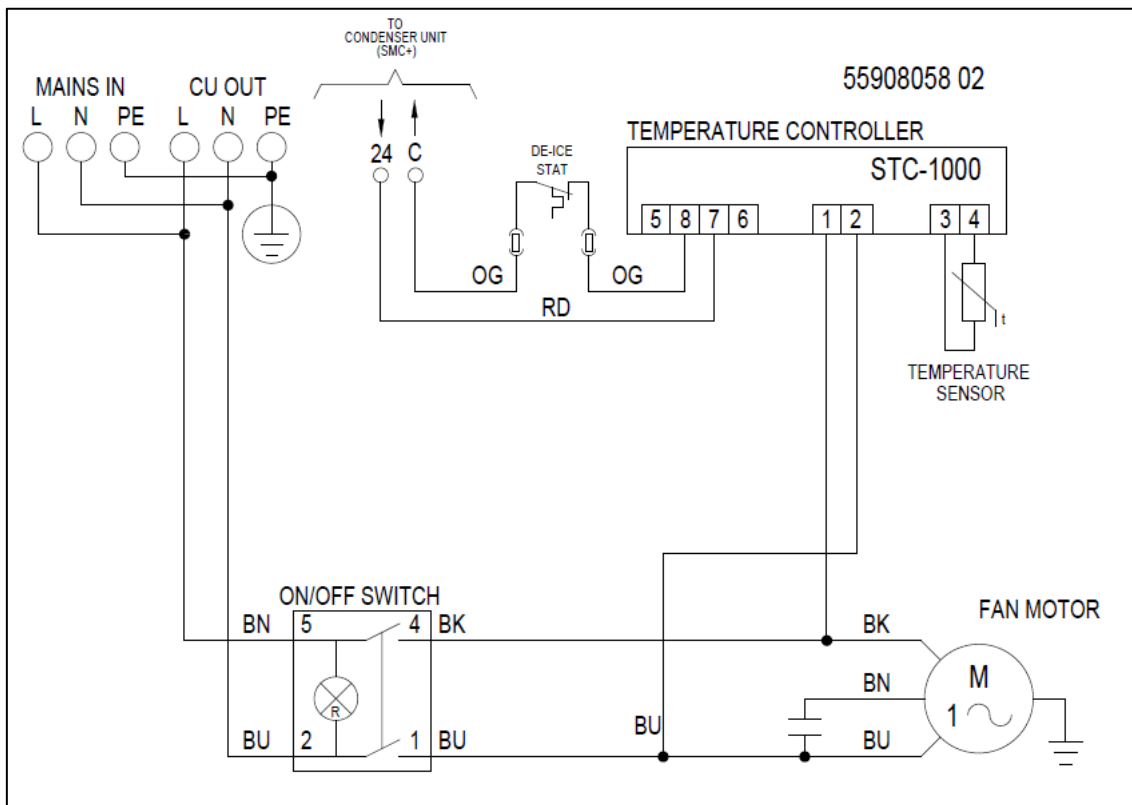 TO
CONDENSER UNIT
(SMC+)
55908058 02
MAINS IN CU OUT
L N PE L N PE
TEMPERATURE CONTROLLER
STC-1000
24 C
DE-ICE
STAT
5 8 7 6 1 2 3 4
OG OG
RD
t
TEMPERATURE
SENSOR
ON/OFF SWITCH
FAN MOTOR
BN 5 4 BK BK
BN
M
R
1
BU 2 1 BU BU BU